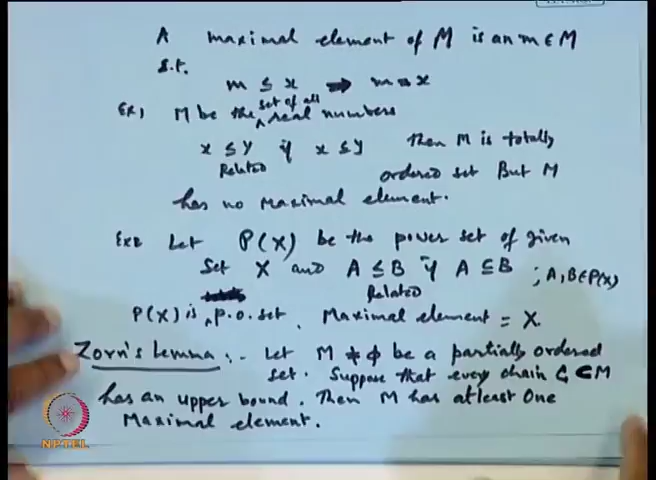 A maximal element of M is an m ∈ M
s.t.
m ≤ x ⇒ m = x
Ex1 M be the set of all real numbers
x ≤ y if x ≤ y Then M is totally
Related ordered set But M
has no maximal element.
Ex2 Let P(X) be the power set of given
Set X and A ≤ B if A ⊆ B ; A, B ∈ P(X)
Related
P(X) is p.o. set. Maximal element = X.
Zorn's Lemma :- Let M ≠ ϕ be a partially ordered
set. Suppose that every chain C ⊂ M
has an upper bound. Then M has atleast One
Maximal element.
NPTEL